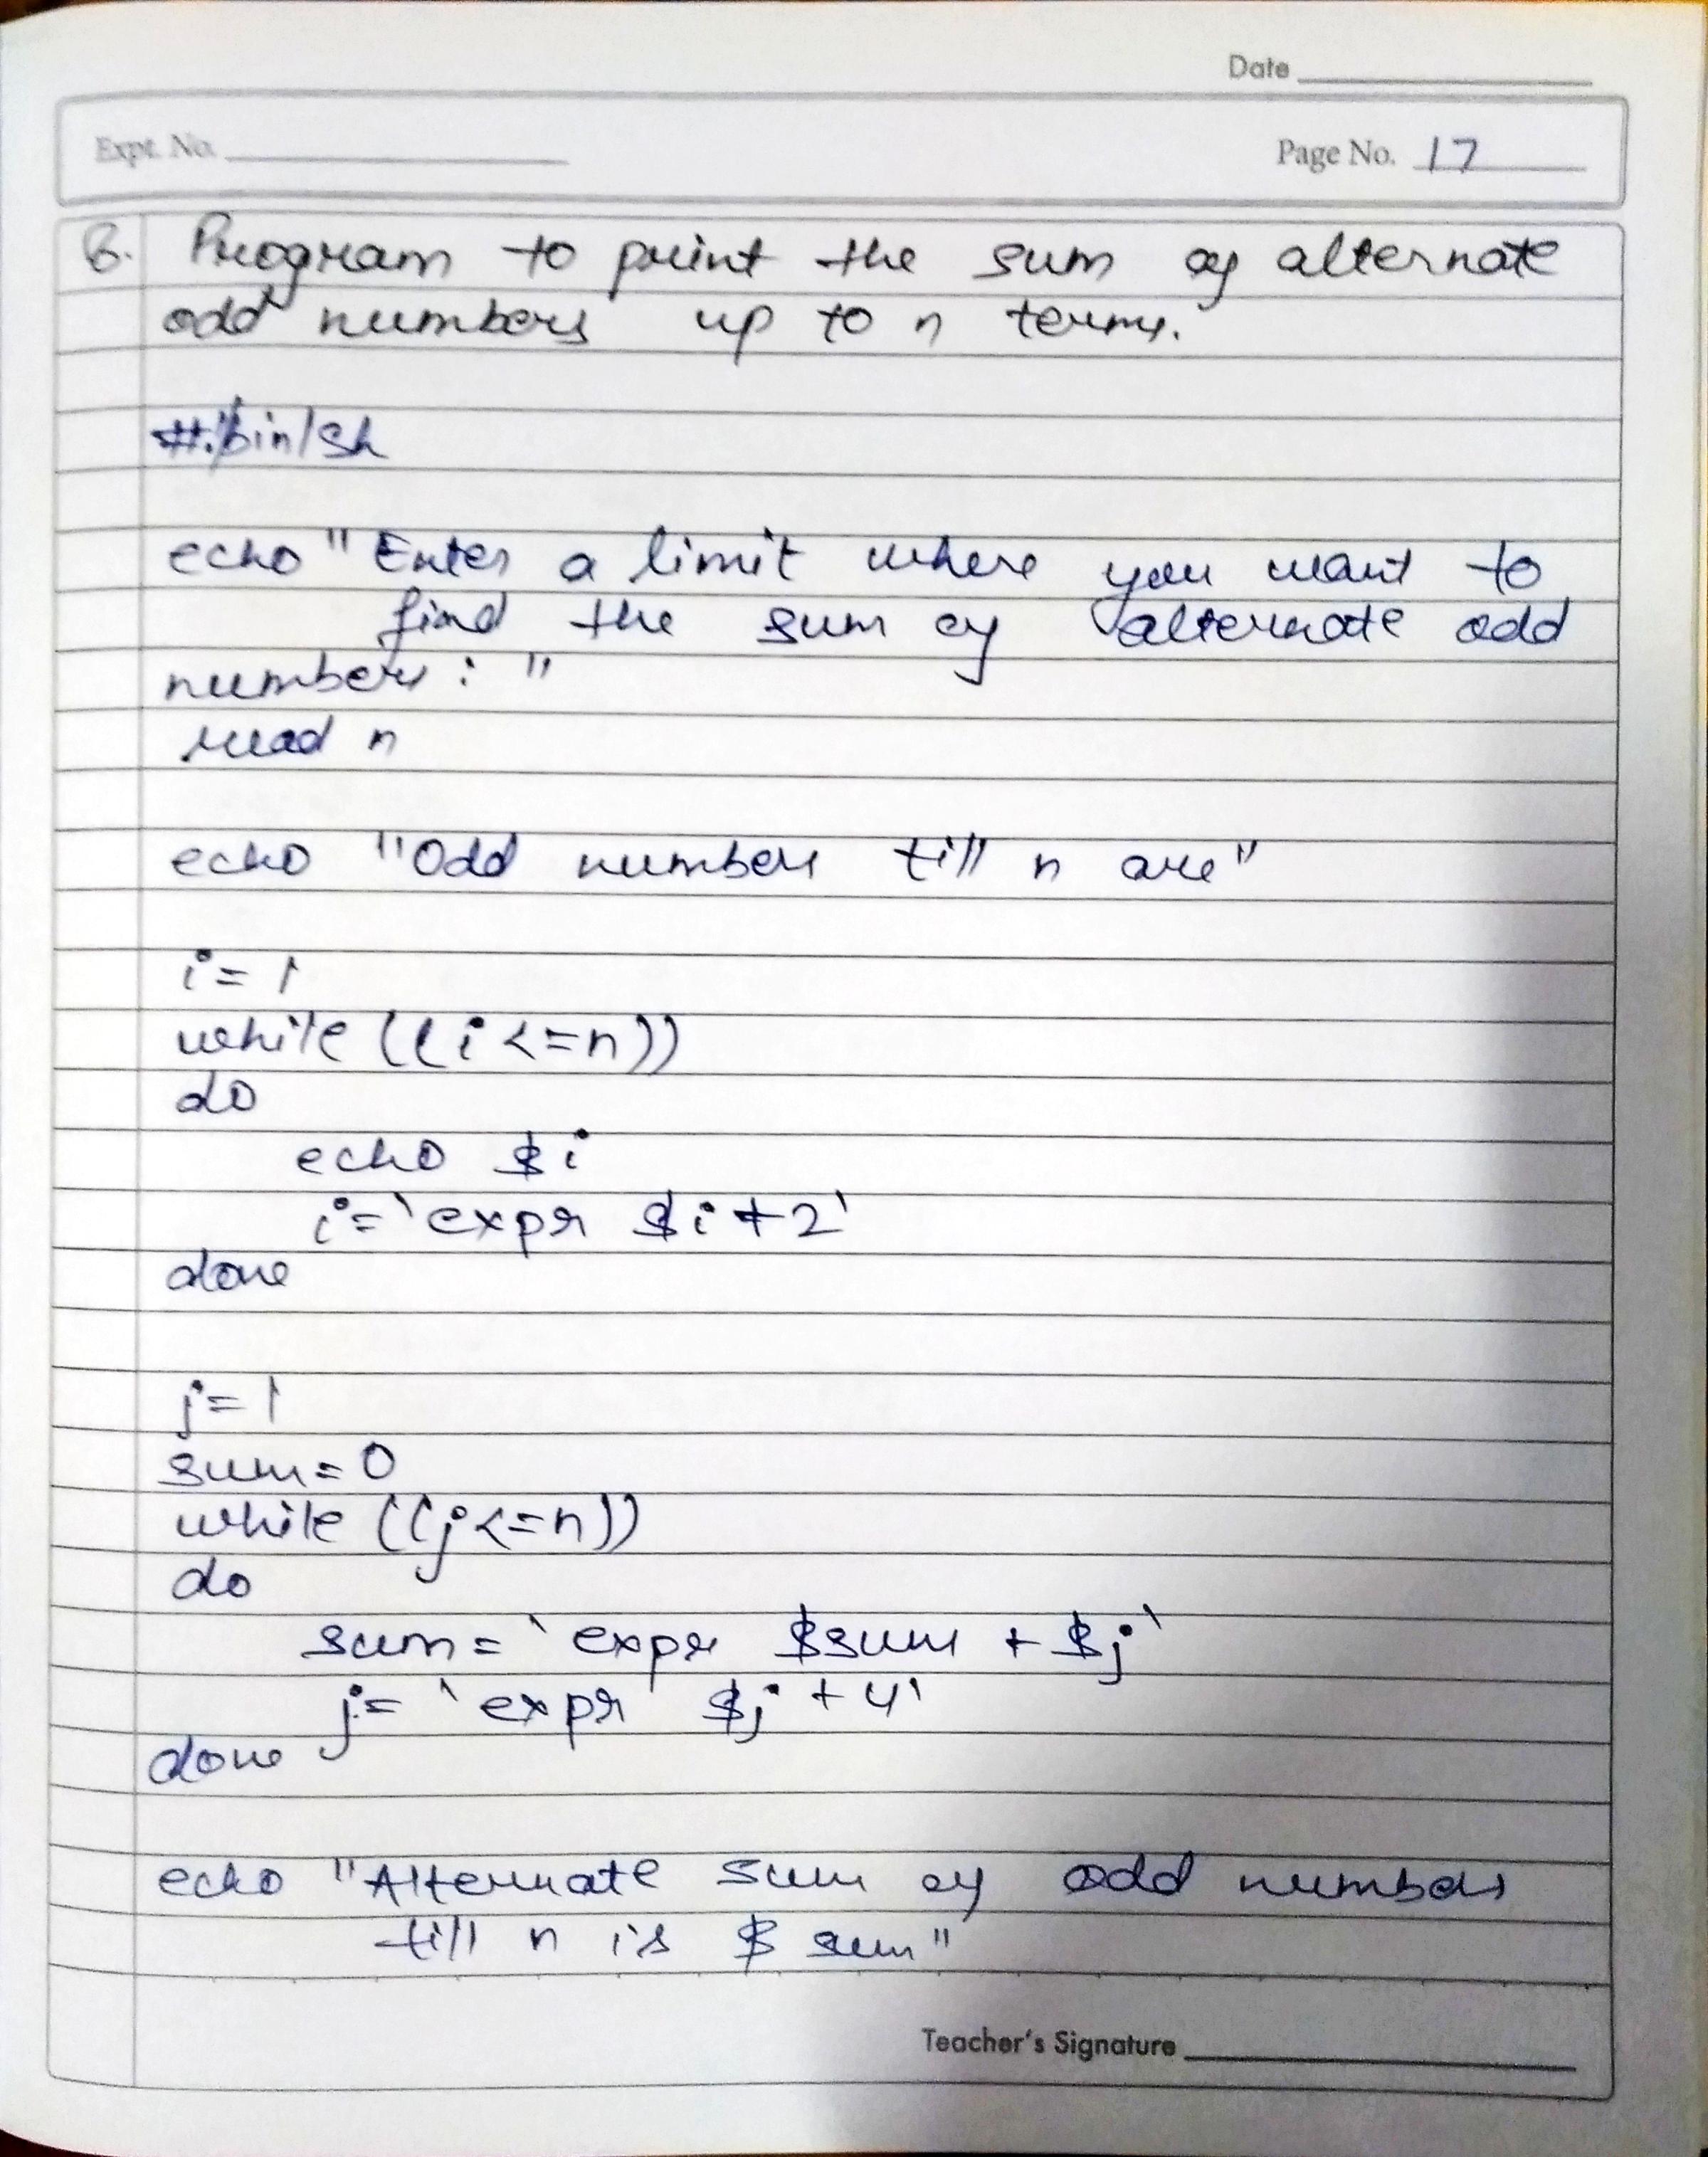 Date
Expt. No.
Page No. 17
6. Program to print the sum of alternate
odd numbers up to n terms.
#!/bin/sh
echo "Enter a limit where you want to
find the sum of alternate odd
numbers : "
read n
echo "Odd numbers till n are"
i=1
while ((i<=n))
do
echo $i
i=`expr $i + 2`
done
j=1
sum=0
while ((j<=n))
do
sum=`expr $sum + $j`
j=`expr $j + 4`
done
echo "Alternate sum of odd numbers
till n is $ sum"
Teacher's Signature